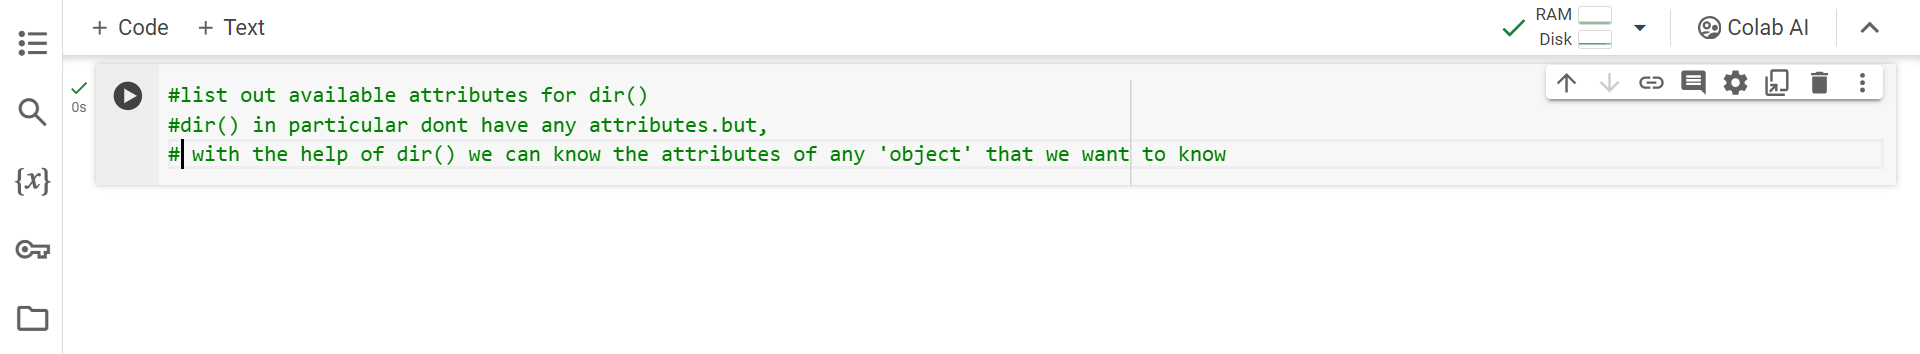 + Code + Text
RAM
Disk
Colab AI
{x}
0s
#list out available attributes for dir()
#dir() in particular dont have any attributes.but,
# with the help of dir() we can know the attributes of any 'object' that we want to know